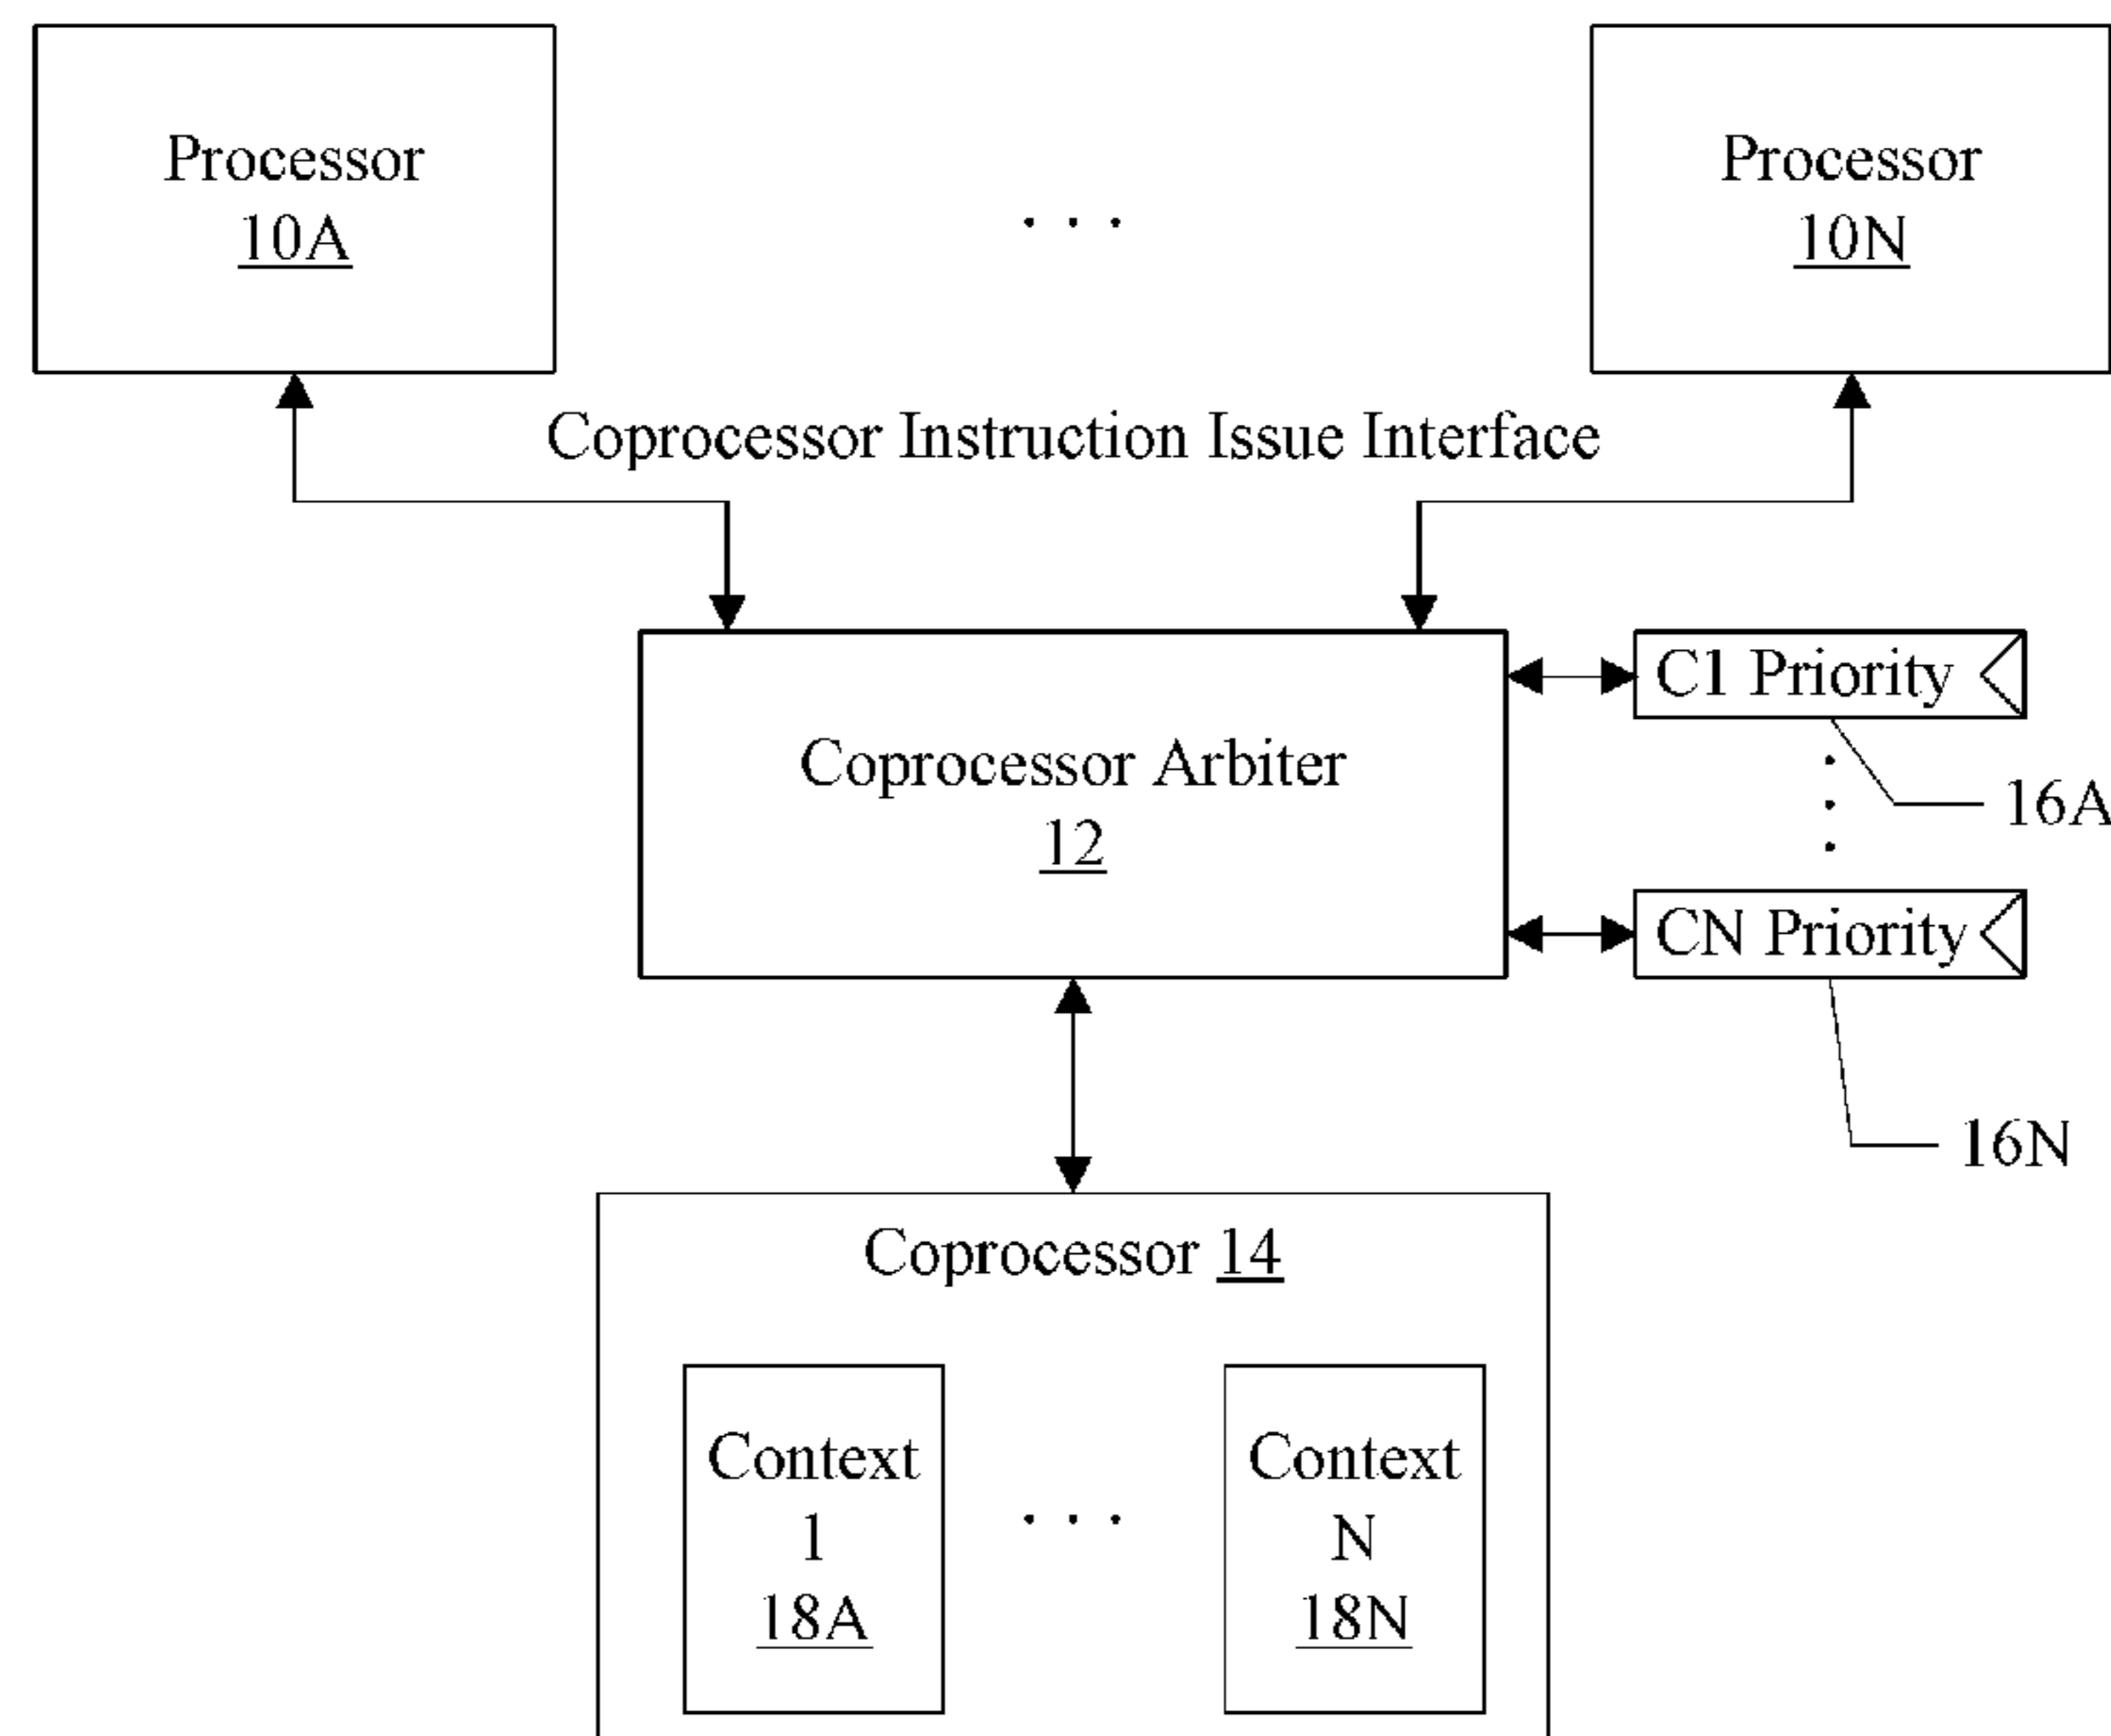 Processor
10A
. . .
Processor
10N
Coprocessor Instruction Issue Interface
C1 Priority
Coprocessor Arbiter
12
16A
CN Priority
16N
Coprocessor 14
Context
1
18A
. . .
Context
N
18N